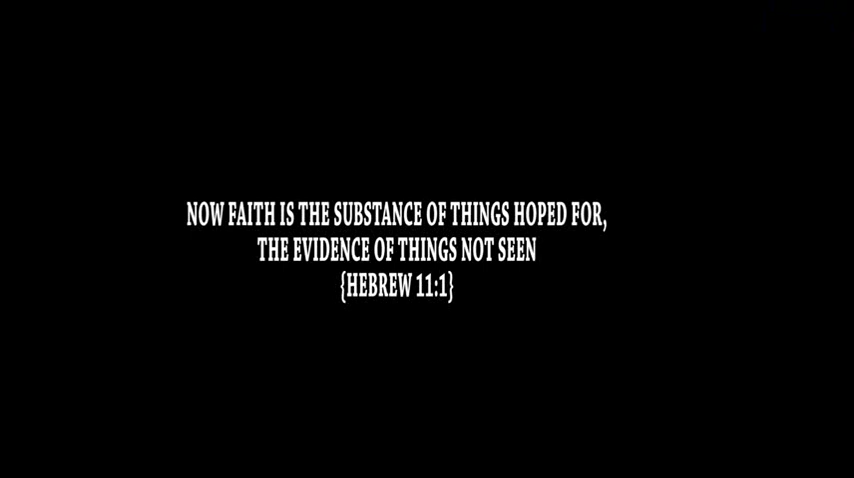 NOW FAITH IS THE SUBSTANCE OF THINGS HOPED FOR,
THE EVIDENCE OF THINGS NOT SEEN
{HEBREW 11:1}